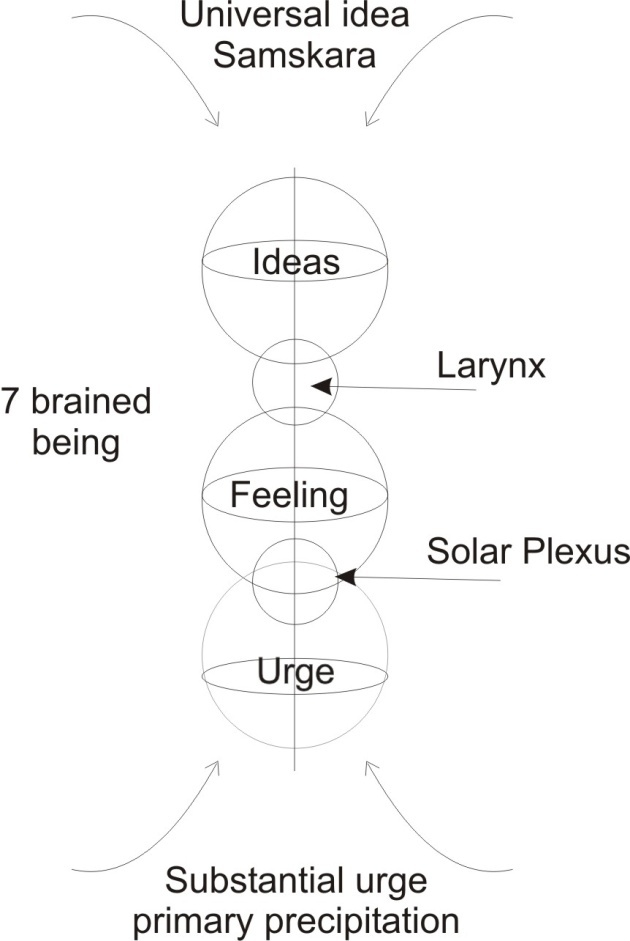 Universal idea
Samskara
Ideas
Larynx
7 brained
being
Feeling
Solar Plexus
Urge
Substantial urge
primary precipitation